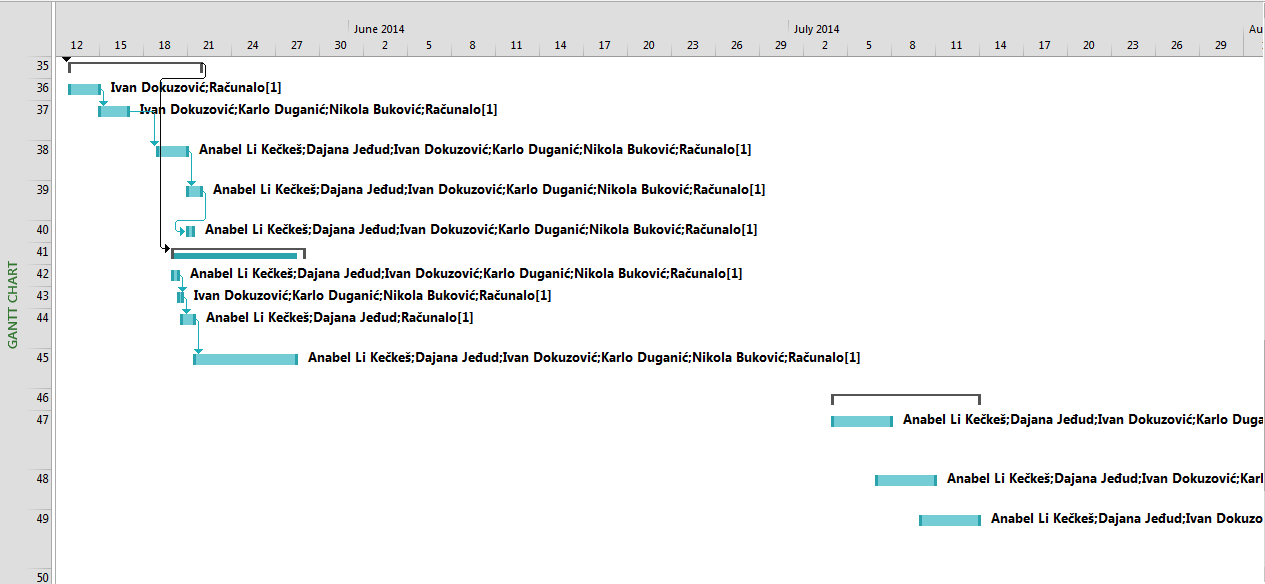 June 2014 July 2014 Au
12 15 18 21 24 27 30 2 5 8 11 14 17 20 23 26 29 2 5 8 11 14 17 20 23 26 29
35
36 Ivan Dokuzović;Računalo[1]
37 Ivan Dokuzović;Karlo Duganić;Nikola Buković;Računalo[1]
38 Anabel Li Kečkeš;Dajana Jeđud;Ivan Dokuzović;Karlo Duganić;Nikola Buković;Računalo[1]
39 Anabel Li Kečkeš;Dajana Jeđud;Ivan Dokuzović;Karlo Duganić;Nikola Buković;Računalo[1]
40 Anabel Li Kečkeš;Dajana Jeđud;Ivan Dokuzović;Karlo Duganić;Nikola Buković;Računalo[1]
41
42 Anabel Li Kečkeš;Dajana Jeđud;Ivan Dokuzović;Karlo Duganić;Nikola Buković;Računalo[1]
43 Ivan Dokuzović;Karlo Duganić;Nikola Buković;Računalo[1]
44 Anabel Li Kečkeš;Dajana Jeđud;Računalo[1]
45 Anabel Li Kečkeš;Dajana Jeđud;Ivan Dokuzović;Karlo Duganić;Nikola Buković;Računalo[1]
46
47 Anabel Li Kečkeš;Dajana Jeđud;Ivan Dokuzović;Karlo Duga
48 Anabel Li Kečkeš;Dajana Jeđud;Ivan Dokuzović;Karl
49 Anabel Li Kečkeš;Dajana Jeđud;Ivan Dokuzo
50
GANTT CHART